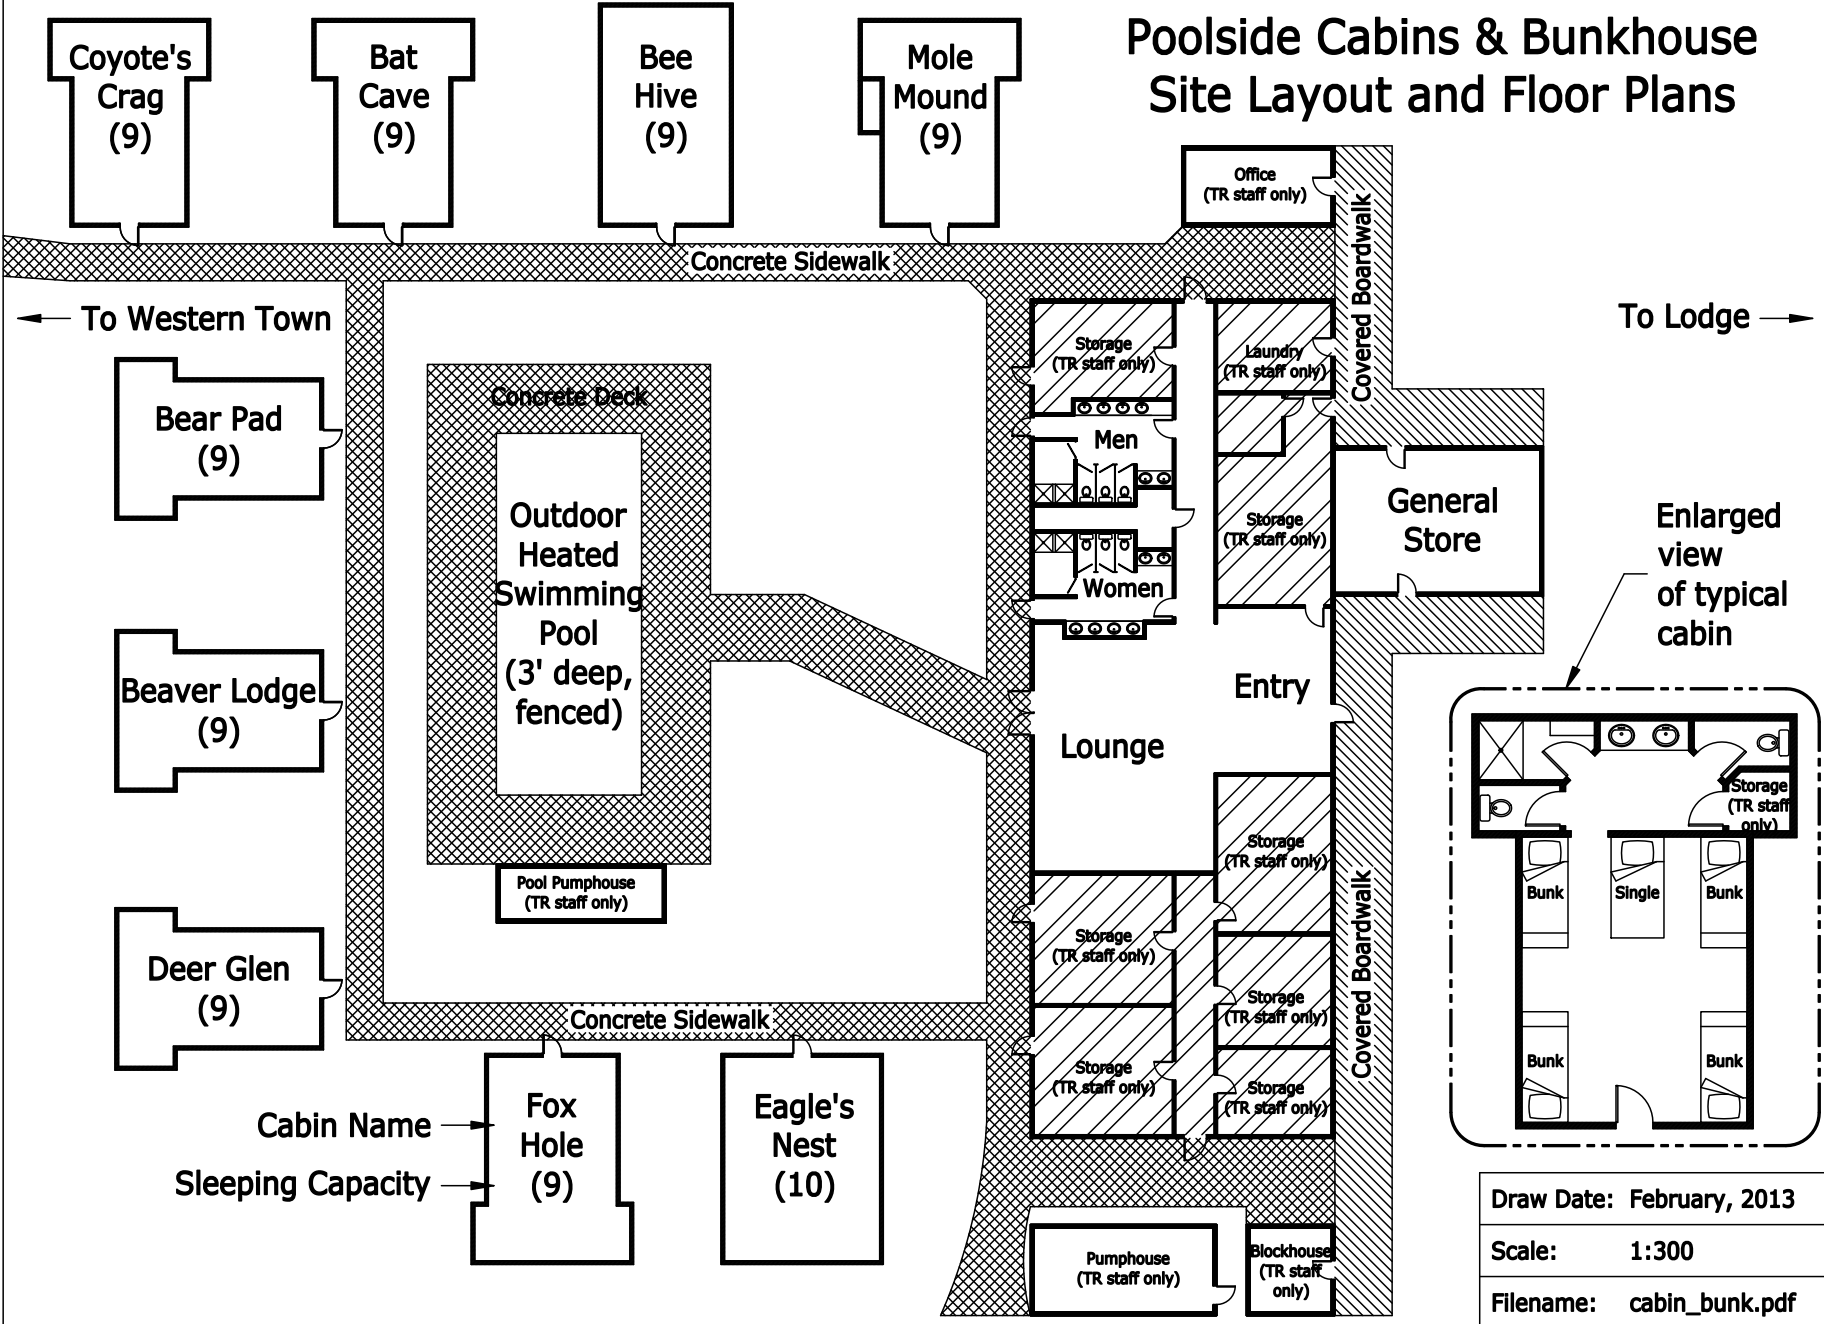 Poolside Cabins & Bunkhouse
Site Layout and Floor Plans
Coyote's
Crag
(9)
Bat
Cave
(9)
Bee
Hive
(9)
Mole
Mound
(9)
Office
(TR staff only)
Covered Boardwalk
Concrete Sidewalk
To Western Town
To Lodge
Storage
(TR staff only)
Laundry
(TR staff only)
Concrete Deck
Bear Pad
(9)
Men
Outdoor
Heated
Swimming
Pool
(3' deep,
fenced)
Storage
(TR staff only)
General
Store
Women
Enlarged
view
of typical
cabin
Beaver Lodge
(9)
Entry
Lounge
Storage
(TR staff
only)
Bunk
Single
Bunk
Bunk
Bunk
Storage
(TR staff only)
Pool Pumphouse
(TR staff only)
Covered Boardwalk
Storage
(TR staff only)
Deer Glen
(9)
Storage
(TR staff only)
Concrete Sidewalk
Storage
(TR staff only)
Storage
(TR staff only)
Cabin Name
Sleeping Capacity
Fox
Hole
(9)
Eagle's
Nest
(10)
Pumphouse
(TR staff only)
Blockhouse
(TR staff
only)
Draw Date: February, 2013
Scale: 1:300
Filename: cabin_bunk.pdf